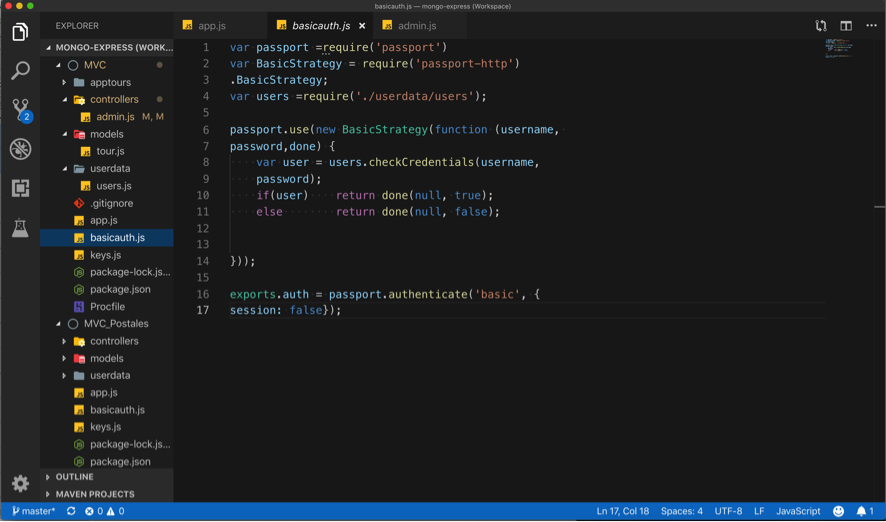 basicauth.js — mongo-express (Workspace)
EXPLORER
app.js
basicauth.js
admin.js
MONGO-EXPRESS (WORK...
MVC
apptours
controllers
admin.js M, M
models
tour.js
userdata
users.js
.gitignore
app.js
basicauth.js
keys.js
package-lock.js...
package.json
Procfile
MVC_Postales
controllers
models
userdata
app.js
basicauth.js
keys.js
package-lock.js...
package.json
OUTLINE
MAVEN PROJECTS
2
1 var passport =require('passport')
2 var BasicStrategy = require('passport-http')
3 .BasicStrategy;
4 var users =require('./userdata/users');
5
6 passport.use(new BasicStrategy(function (username,
7 password,done) {
8 var user = users.checkCredentials(username,
9 password);
10 if(user) return done(null, true);
11 else return done(null, false);
12
13
14 }));
15
16 exports.auth = passport.authenticate('basic', {
17 session: false});
master* 0 0 Ln 17, Col 18 Spaces: 4 UTF-8 LF JavaScript 1